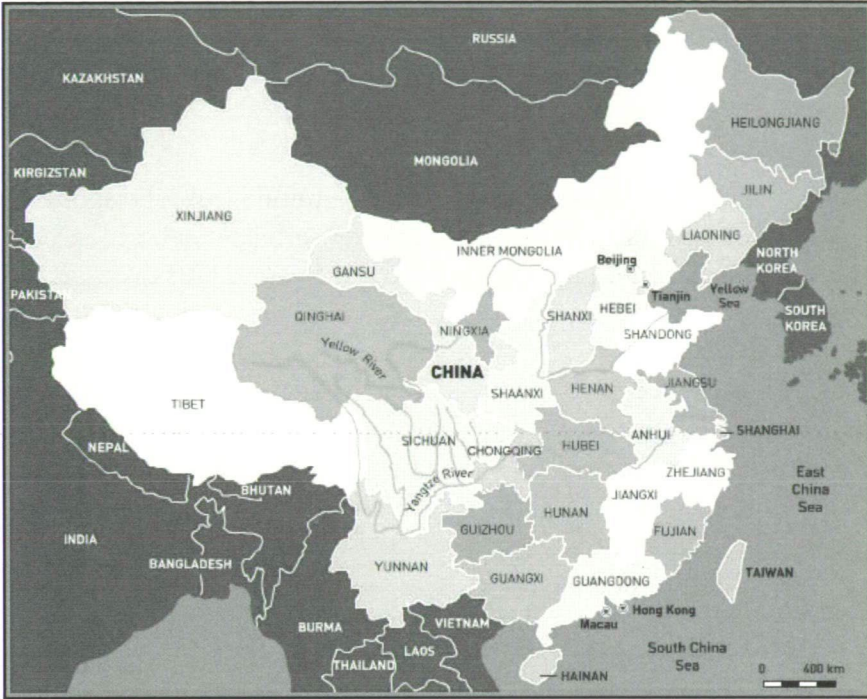 RUSSIA
KAZAKHSTAN
HEILONGJIANG
MONGOLIA
KIRGIZSTAN
JILIN
XINJIANG
LIAONING
INNER MONGOLIA
NORTH
KOREA
Beijing
GANSU
PAKISTAN
Tianjin
Yellow
Sea
QINGHAI
NINGXIA
SHANXI
HEBEI
SOUTH
KOREA
SHANDONG
Yellow River
CHINA
SHAANXI
HENAN
JIANGSU
TIBET
SICHUAN
CHONGQING
HUBEI
ANHUI
SHANGHAI
NEPAL
ZHEJIANG
Yangtze River
East
China
Sea
BHUTAN
JIANGXI
HUNAN
GUIZHOU
FUJIAN
INDIA
BANGLADESH
YUNNAN
GUANGXI
GUANGDONG
TAIWAN
Hong Kong
Macau
BURMA
VIETNAM
LAOS
THAILAND
South China
Sea
HAINAN
0 400 km